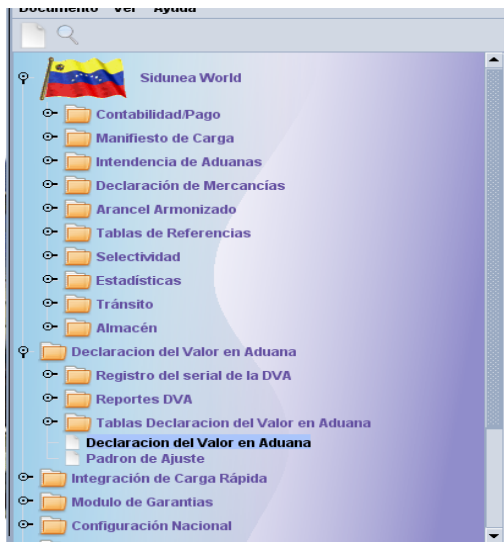 Documento Ver Ayuda
Sidunea World
Contabilidad/Pago
Manifiesto de Carga
Intendencia de Aduanas
Declaración de Mercancías
Arancel Armonizado
Tablas de Referencias
Selectividad
Estadísticas
Tránsito
Almacén
Declaracion del Valor en Aduana
Registro del serial de la DVA
Reportes DVA
Tablas Declaracion del Valor en Aduana
Declaracion del Valor en Aduana
Padron de Ajuste
Integración de Carga Rápida
Modulo de Garantias
Configuración Nacional